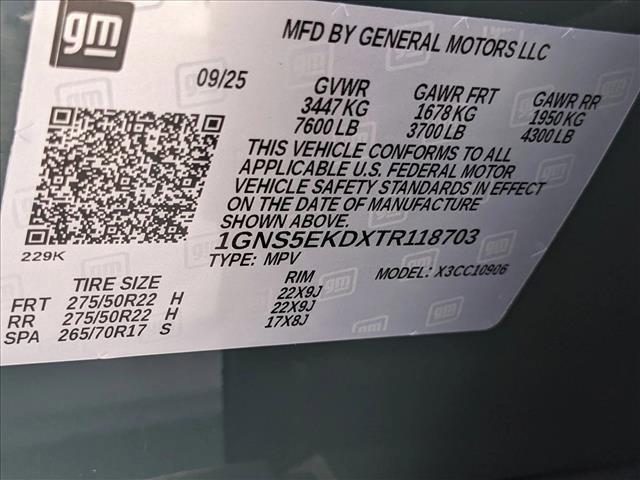 gm
MFD BY GENERAL MOTORS LLC
09/25 GVWR GAWR FRT GAWR RR
3447 KG 1678 KG 1950 KG
7600 LB 3700 LB 4300 LB
THIS VEHICLE CONFORMS TO ALL
APPLICABLE U.S. FEDERAL MOTOR
VEHICLE SAFETY STANDARDS IN EFFECT
ON THE DATE OF MANUFACTURE
SHOWN ABOVE.
1GNS5EKDXTR118703
229K
TYPE: MPV MODEL: X3CC10906
TIRE SIZE RIM
FRT 275/50R22 H 22X9J
RR 275/50R22 H 22X9J
SPA 265/70R17 S 17X8J